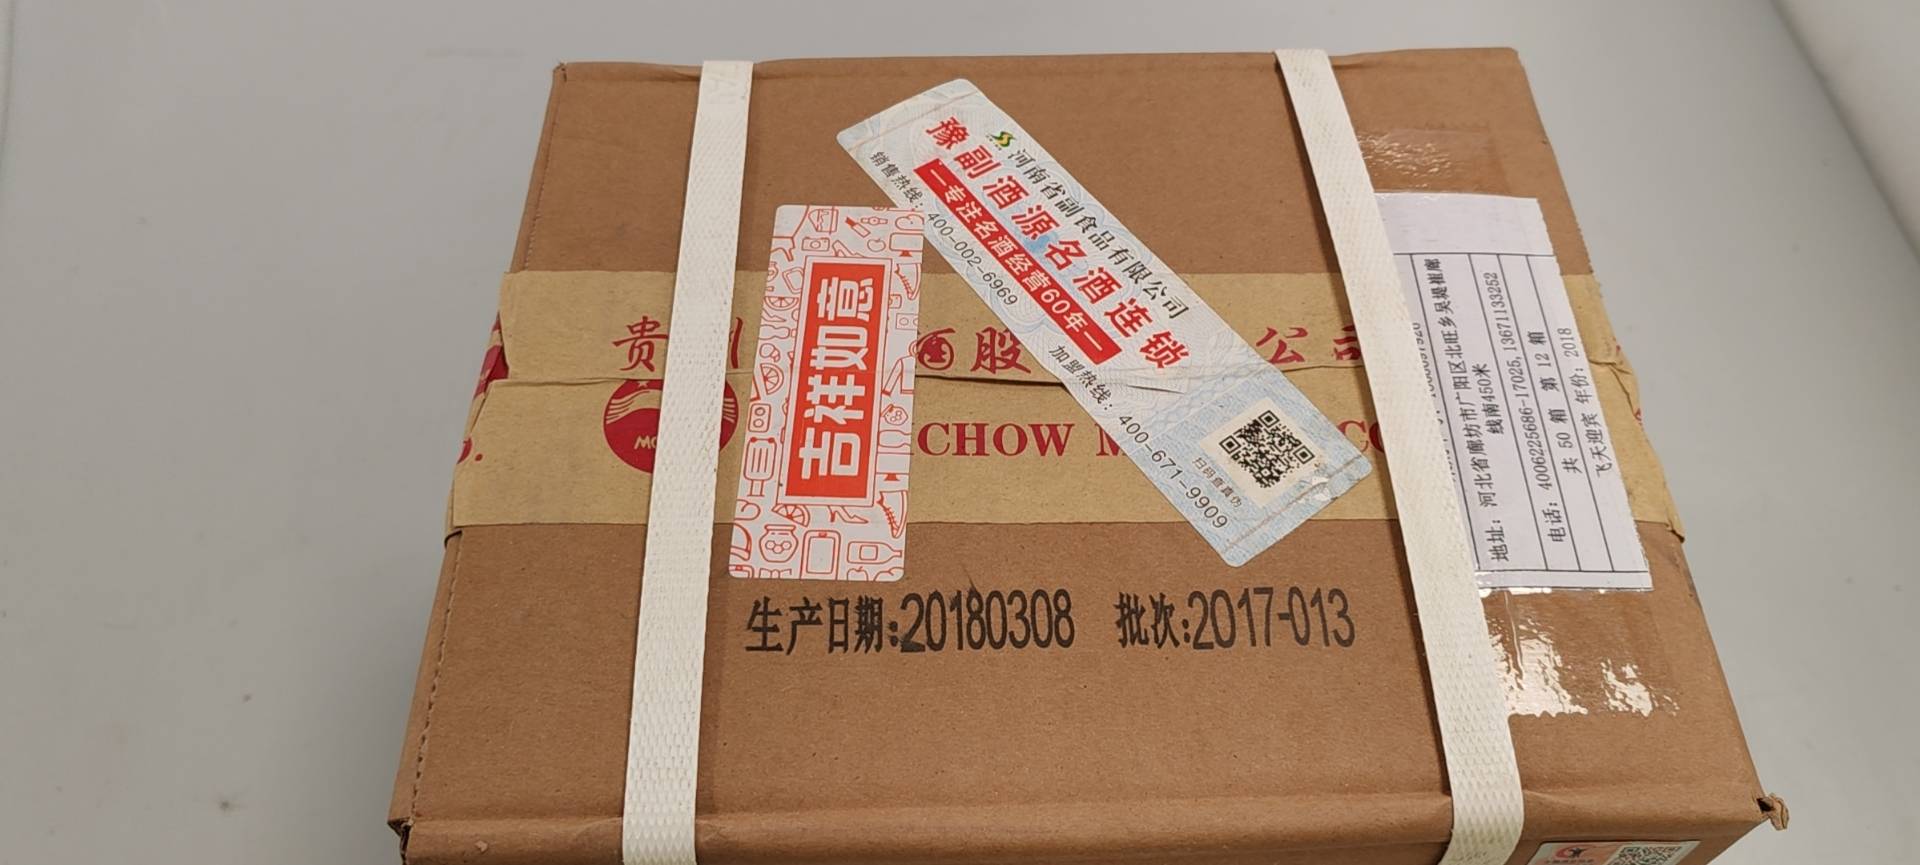 河南省副食品有限公司
豫副酒源名酒连锁
一专注名酒经营60年一
销售热线：400-002-6969
加盟热线：400-671-9909
扫码查真伪
吉祥如意
贵 酒股 公司
CHOW M
地址： 河北省廊坊市广阳区北旺乡吴堤村廊
线南450米
电话： 4006225686-17025,13671133252
共 50 箱 第 12 箱
飞天迎宾 年份：2018
生产日期:20180308 批次:2017-013